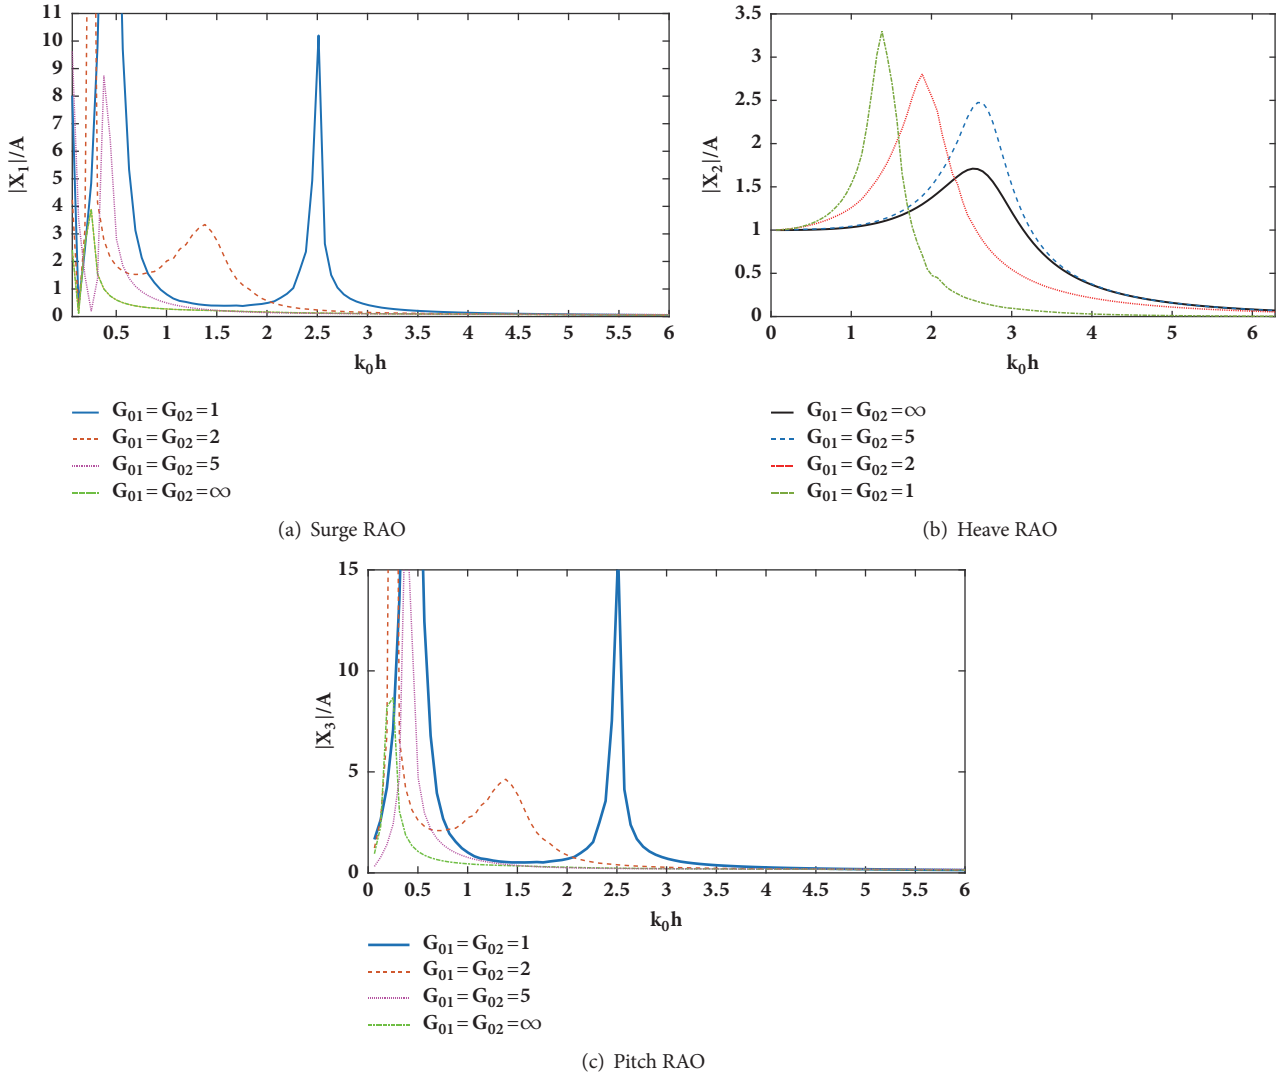 11
10
9
8
7
6
5
4
3
2
1
0
|X₁|/A
0.5 1 1.5 2 2.5 3 3.5 4 4.5 5 5.5 6
k₀h
G₀₁ = G₀₂ = 1
G₀₁ = G₀₂ = 2
G₀₁ = G₀₂ = 5
G₀₁ = G₀₂ = ∞
(a) Surge RAO
3.5
3
2.5
2
1.5
1
0.5
0
|X₂|/A
0 1 2 3 4 5 6
k₀h
G₀₁ = G₀₂ = ∞
G₀₁ = G₀₂ = 5
G₀₁ = G₀₂ = 2
G₀₁ = G₀₂ = 1
(b) Heave RAO
15
10
5
0
|X₃|/A
0 0.5 1 1.5 2 2.5 3 3.5 4 4.5 5 5.5 6
k₀h
G₀₁ = G₀₂ = 1
G₀₁ = G₀₂ = 2
G₀₁ = G₀₂ = 5
G₀₁ = G₀₂ = ∞
(c) Pitch RAO